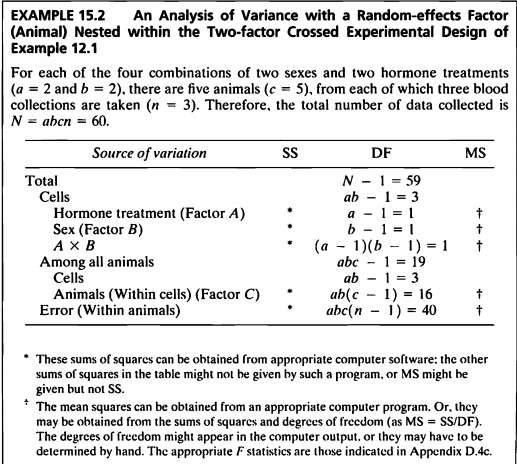 EXAMPLE 15.2 An Analysis of Variance with a Random-effects Factor
(Animal) Nested within the Two-factor Crossed Experimental Design of
Example 12.1
For each of the four combinations of two sexes and two hormone treatments
(a = 2 and b = 2), there are five animals (c = 5), from each of which three blood
collections are taken (n = 3). Therefore, the total number of data collected is
N = abcn = 60.
Source of variation SS DF MS
Total N − 1 = 59
Cells ab − 1 = 3
Hormone treatment (Factor A) * a − 1 = 1 †
Sex (Factor B) * b − 1 = 1 †
A × B * (a − 1)(b − 1) = 1 †
Among all animals abc − 1 = 19
Cells ab − 1 = 3
Animals (Within cells) (Factor C) * ab(c − 1) = 16 †
Error (Within animals) * abc(n − 1) = 40 †
* These sums of squares can be obtained from appropriate computer software; the other
sums of squares in the table might not be given by such a program, or MS might be
given but not SS.
† The mean squares can be obtained from an appropriate computer program. Or, they
may be obtained from the sums of squares and degrees of freedom (as MS = SS/DF).
The degrees of freedom might appear in the computer output, or they may have to be
determined by hand. The appropriate F statistics are those indicated in Appendix D.4c.